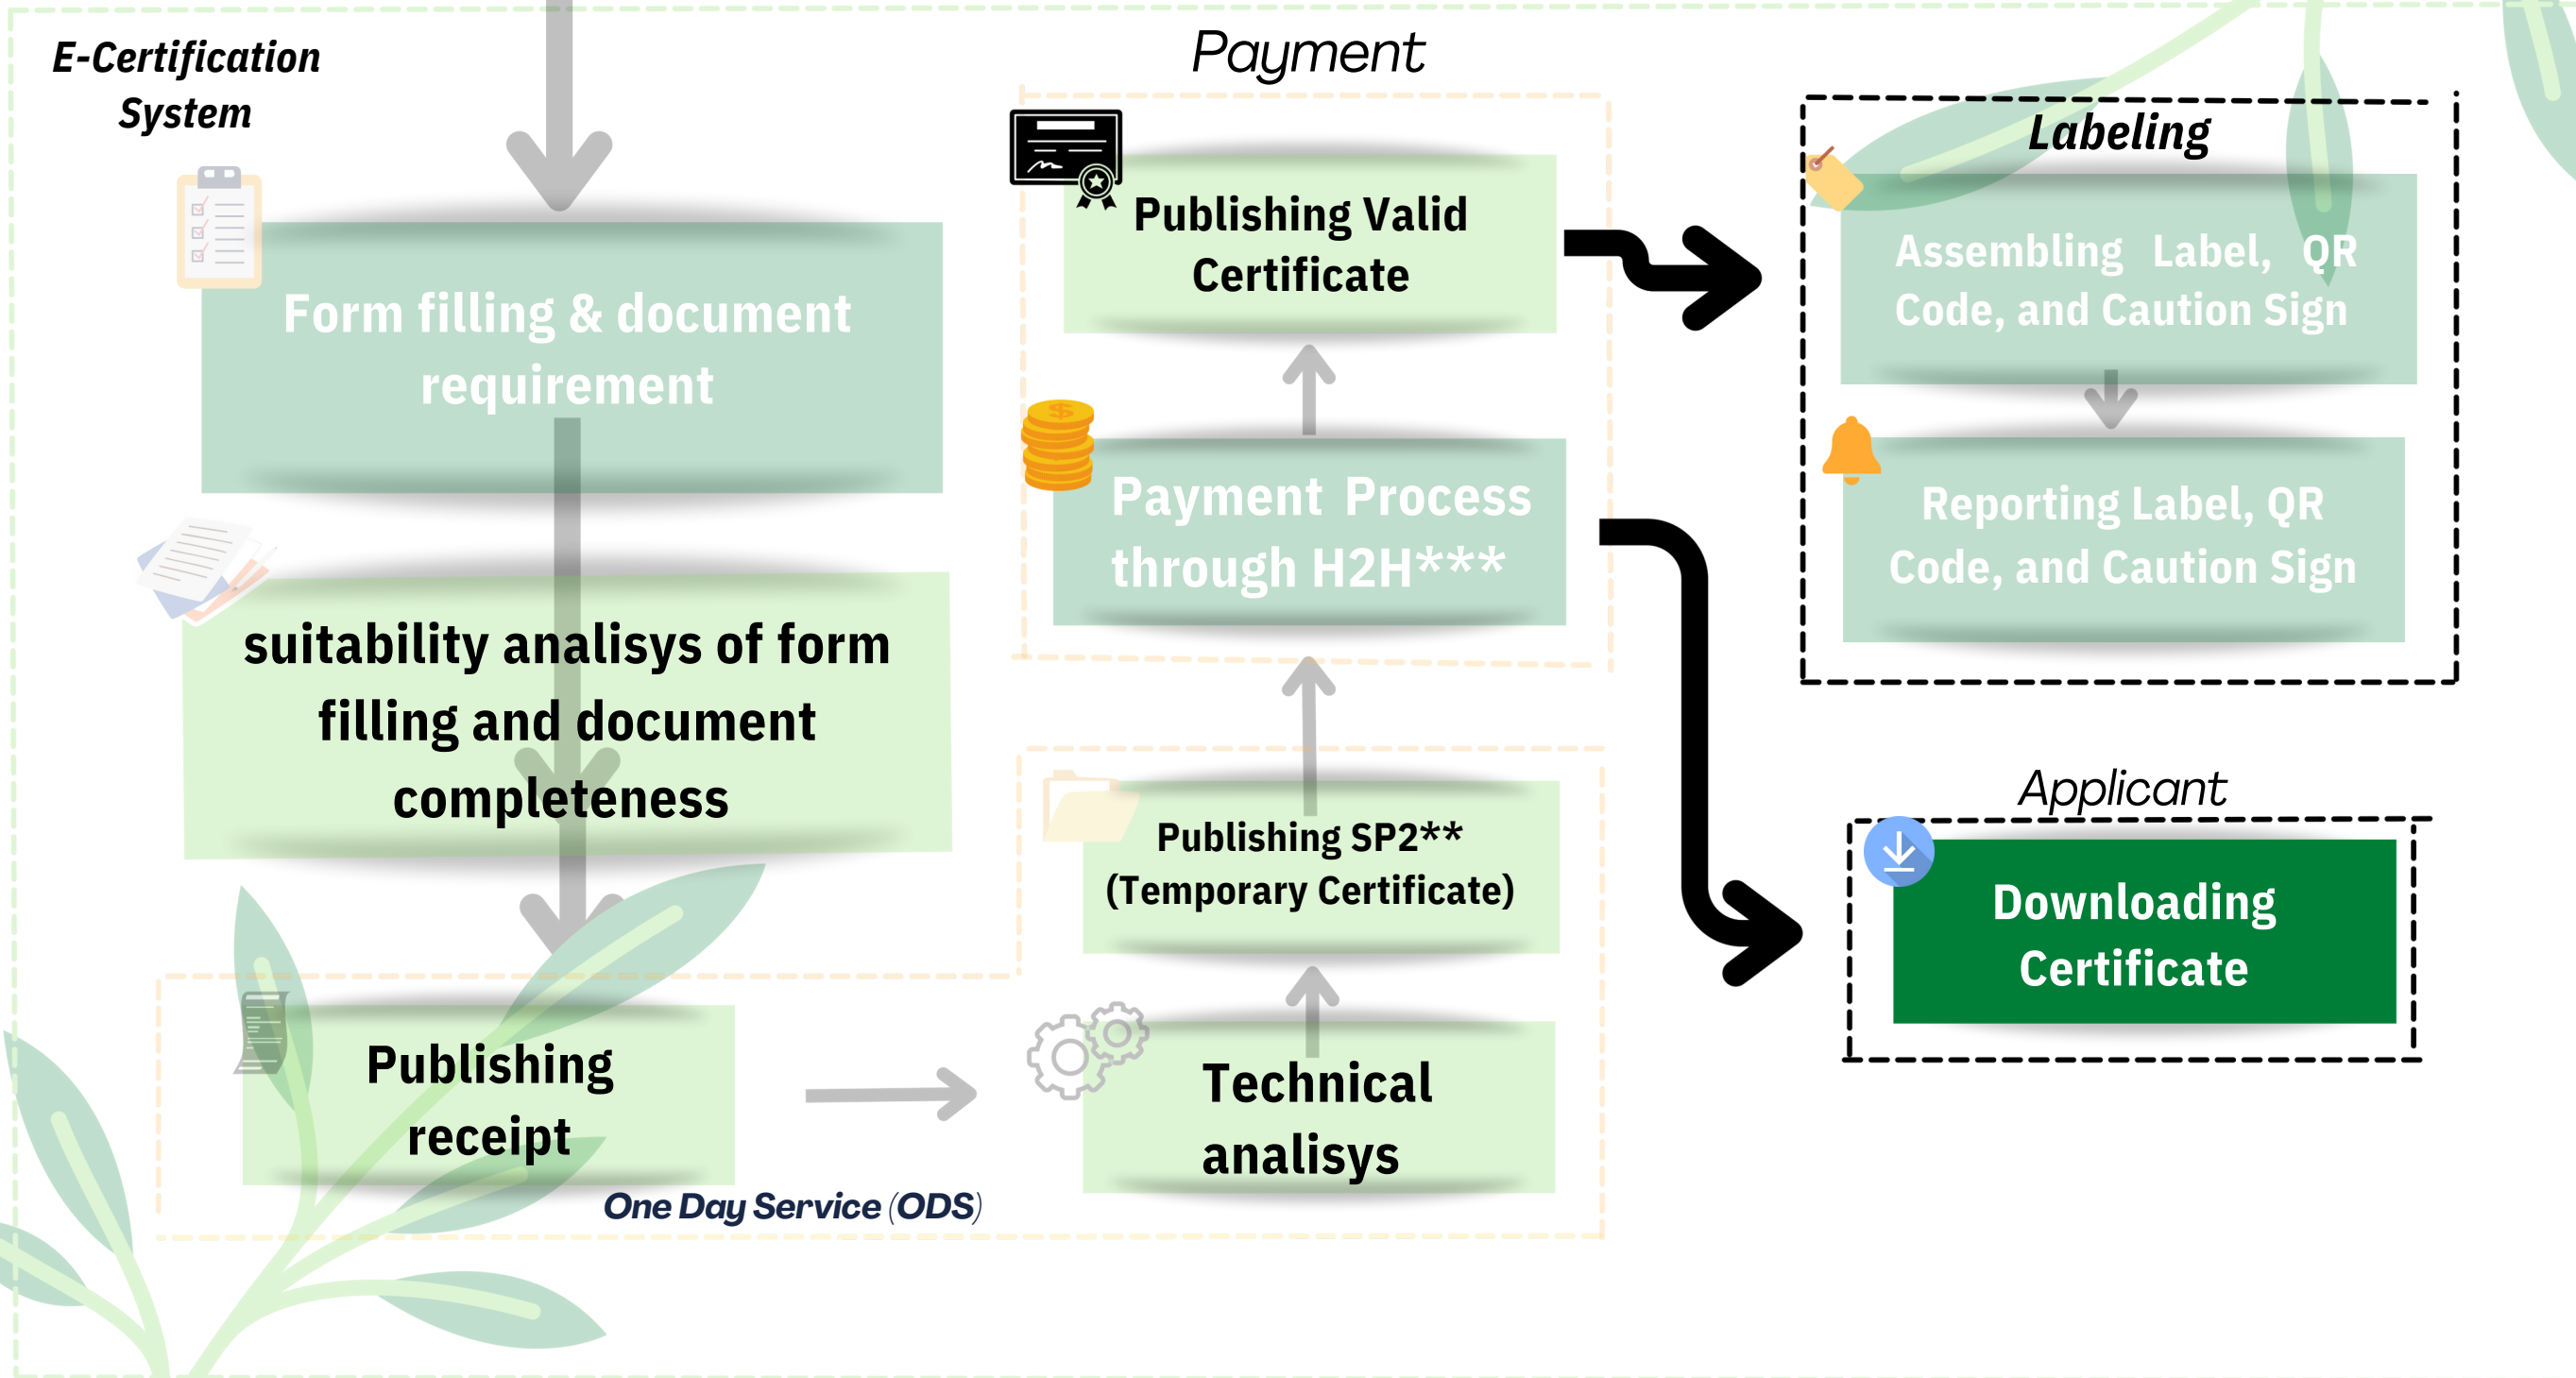 E-Certification
System
Form filling & document
requirement
suitability analisys of form
filling and document
completeness
Publishing
receipt
One Day Service (ODS)
Technical
analisys
Publishing SP2**
(Temporary Certificate)
Payment
Payment Process
through H2H***
Publishing Valid
Certificate
Labeling
Assembling Label, QR
Code, and Caution Sign
Reporting Label, QR
Code, and Caution Sign
Applicant
Downloading
Certificate